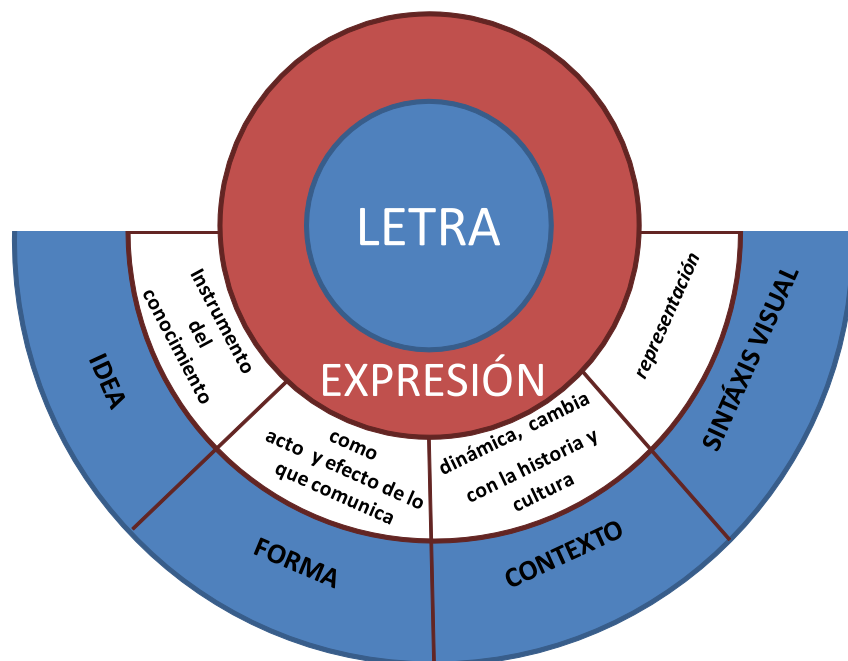 LETRA
EXPRESIÓN
Instrumento
del
conocimiento
como
acto y efecto de lo
que comunica
dinámica, cambia
con la historia y
cultura
representación
IDEA
FORMA
CONTEXTO
SINTÁXIS VISUAL